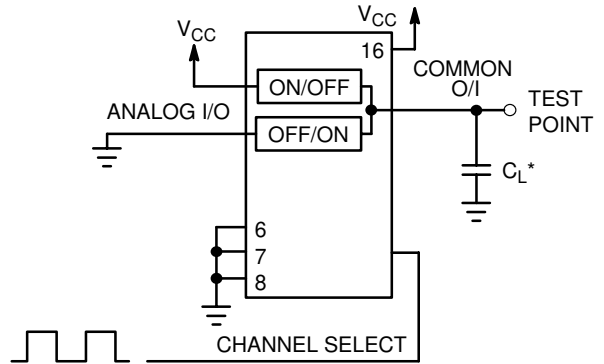 VCC
VCC
16
COMMON
O/I
ON/OFF
TEST
POINT
ANALOG I/O
OFF/ON
CL*
6
7
8
CHANNEL SELECT